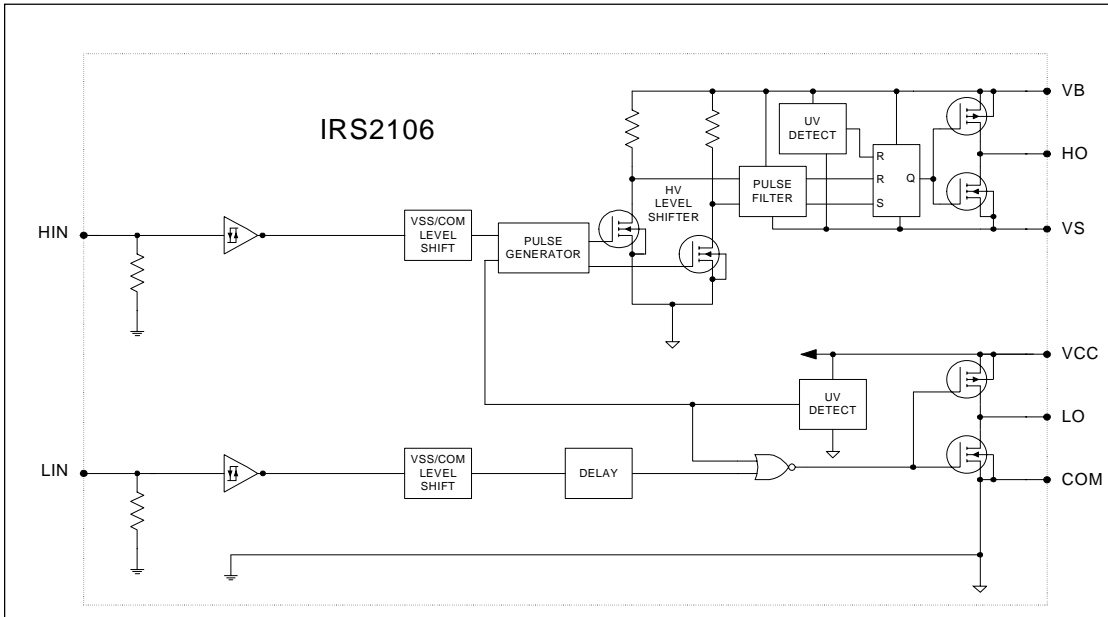 IRS2106
VB
UV
DETECT
HO
R
R
Q
S
PULSE
FILTER
HV
LEVEL
SHIFTER
VS
HIN
VSS/COM
LEVEL
SHIFT
PULSE
GENERATOR
VCC
UV
DETECT
LO
LIN
VSS/COM
LEVEL
SHIFT
DELAY
COM